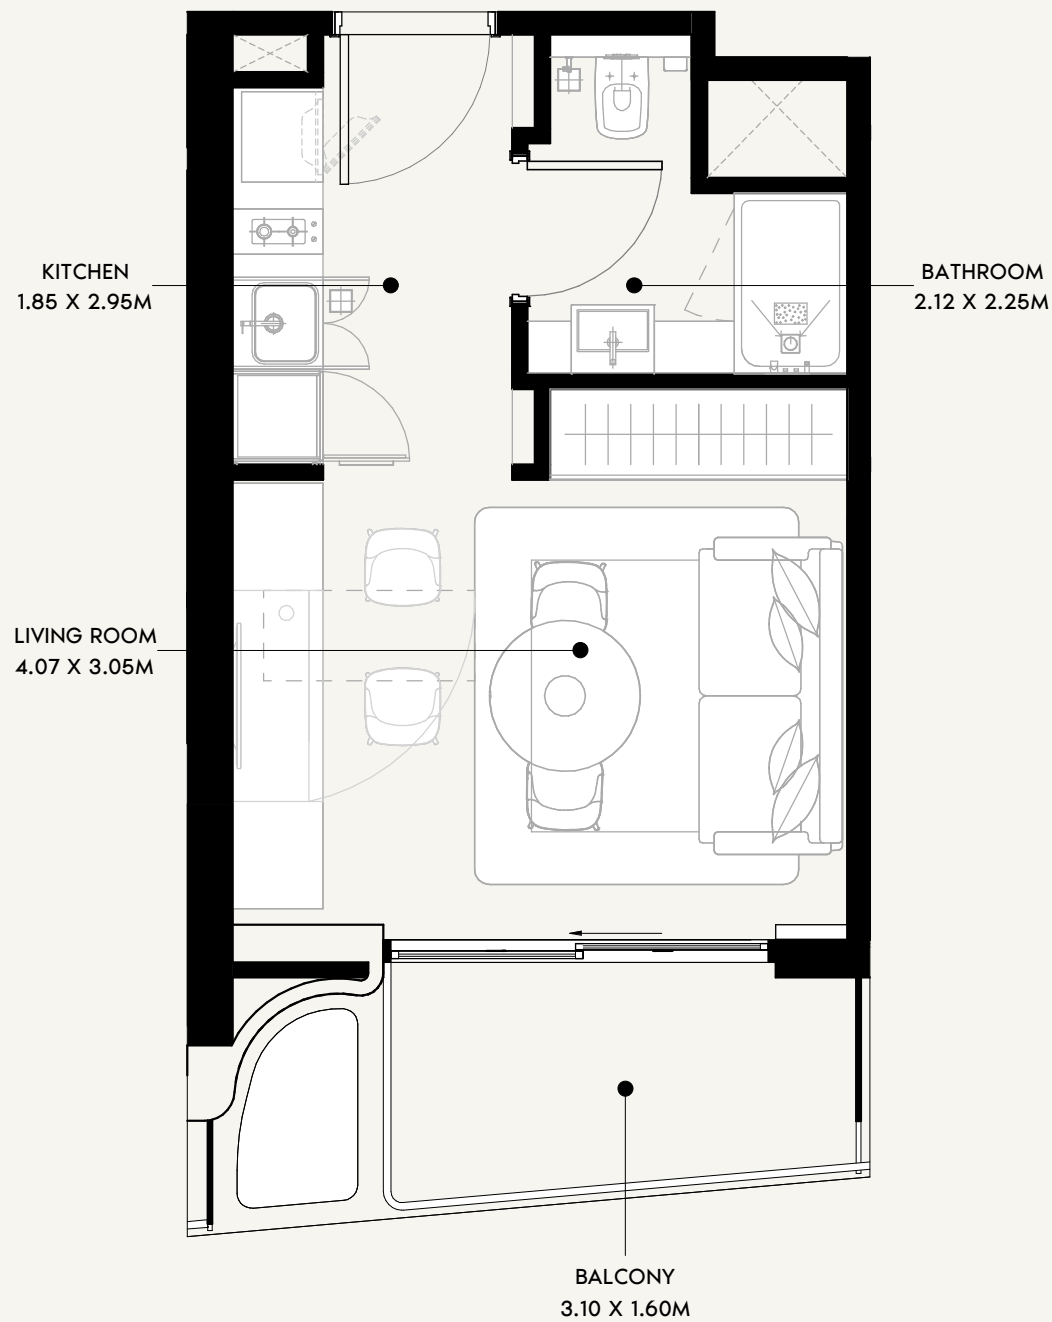 KITCHEN
1.85 X 2.95M
BATHROOM
2.12 X 2.25M
LIVING ROOM
4.07 X 3.05M
BALCONY
3.10 X 1.60M